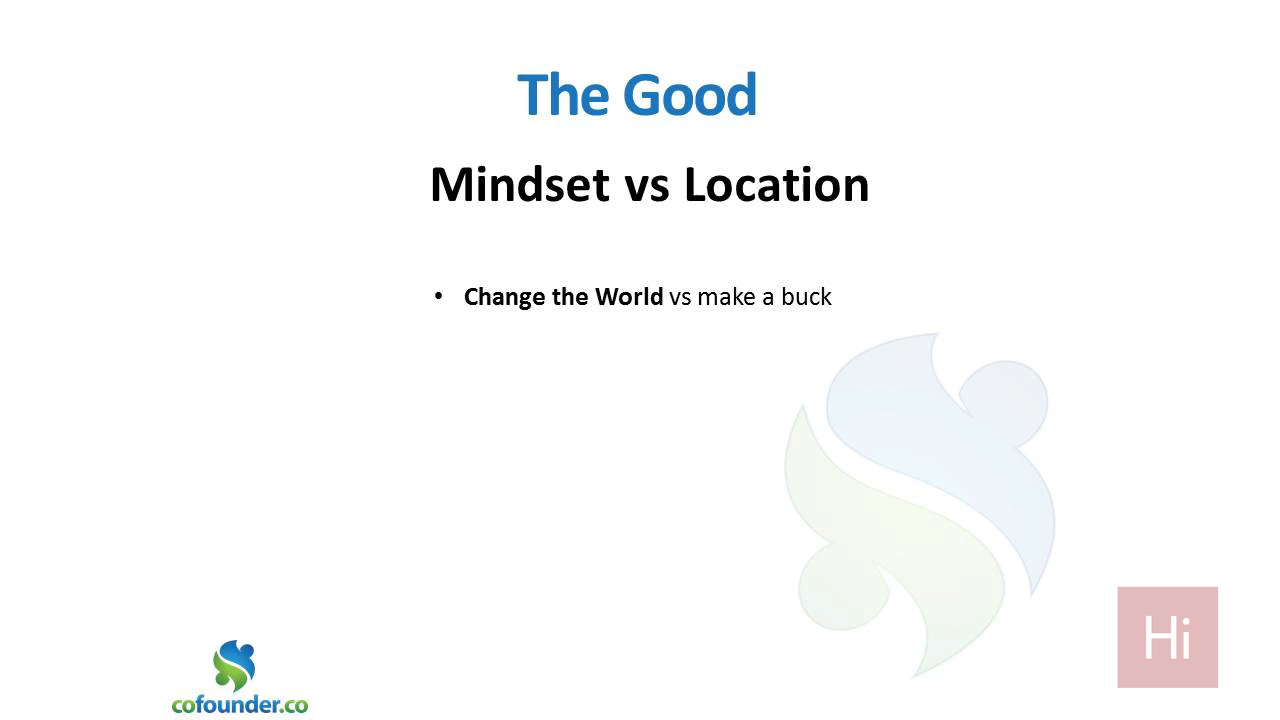 The Good
Mindset vs Location
• Change the World vs make a buck
Hi
cofounder.co